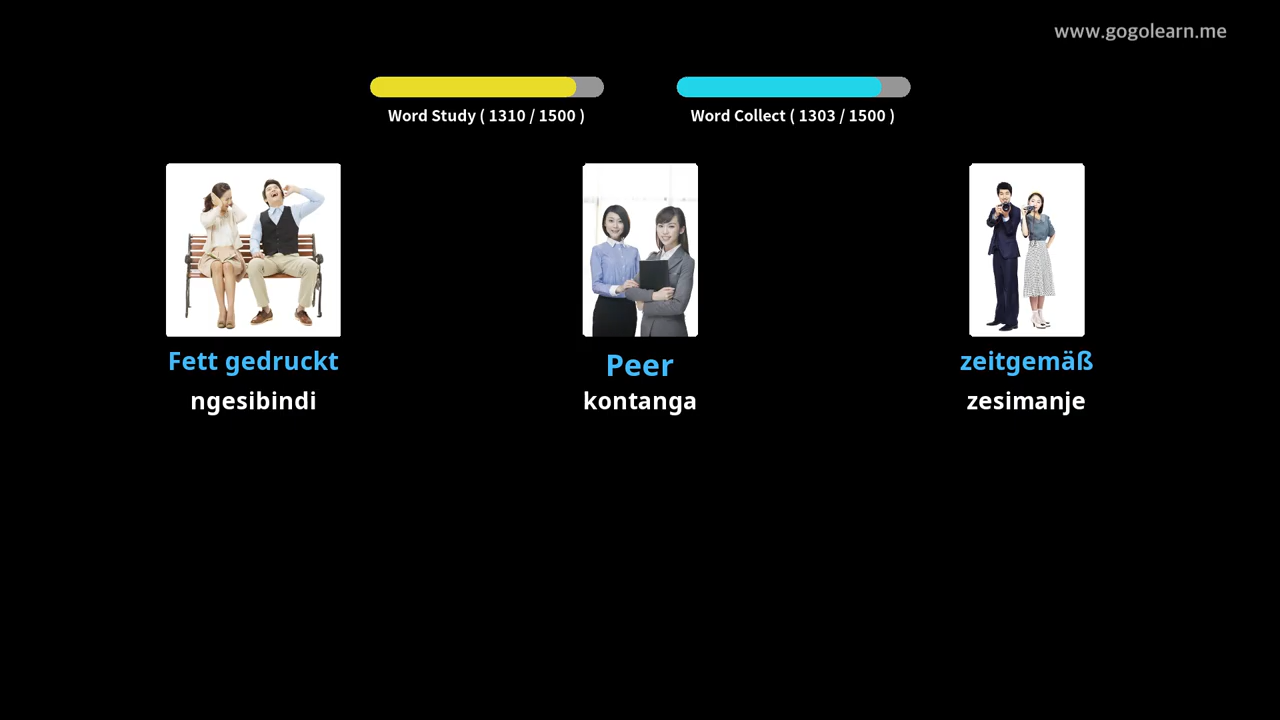 www.gogolearn.me
Word Study ( 1310 / 1500 )
Word Collect ( 1303 / 1500 )
Fett gedruckt
ngesibindi
Peer
kontanga
zeitgemäß
zesimanje